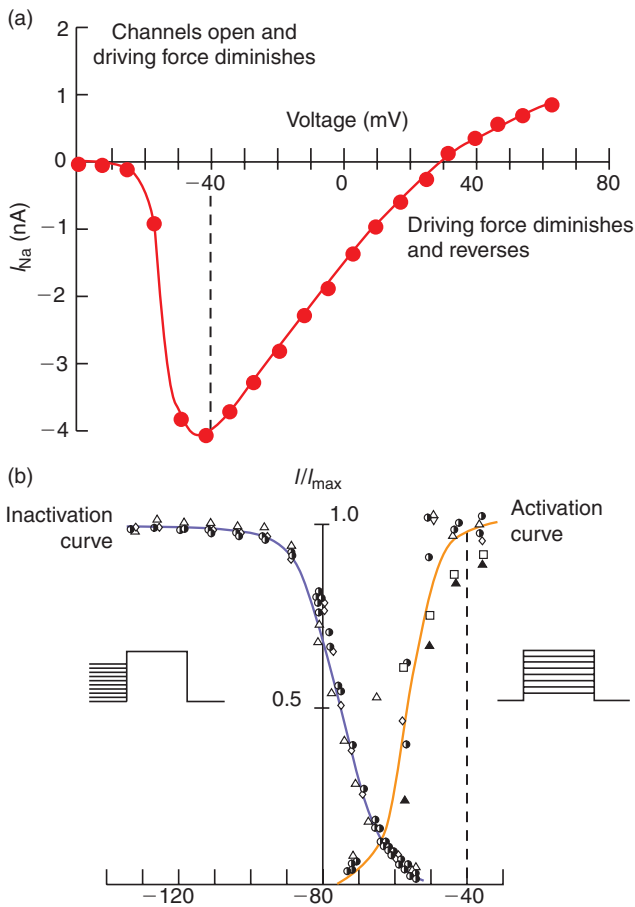 (a)
Channels open and
driving force diminishes
2
1
0
−1
−2
−3
−4
I_Na (nA)
Voltage (mV)
−40
0
40
80
Driving force diminishes
and reverses
(b)
I/I_max
Inactivation
curve
1.0
Activation
curve
0.5
−120
−80
−40